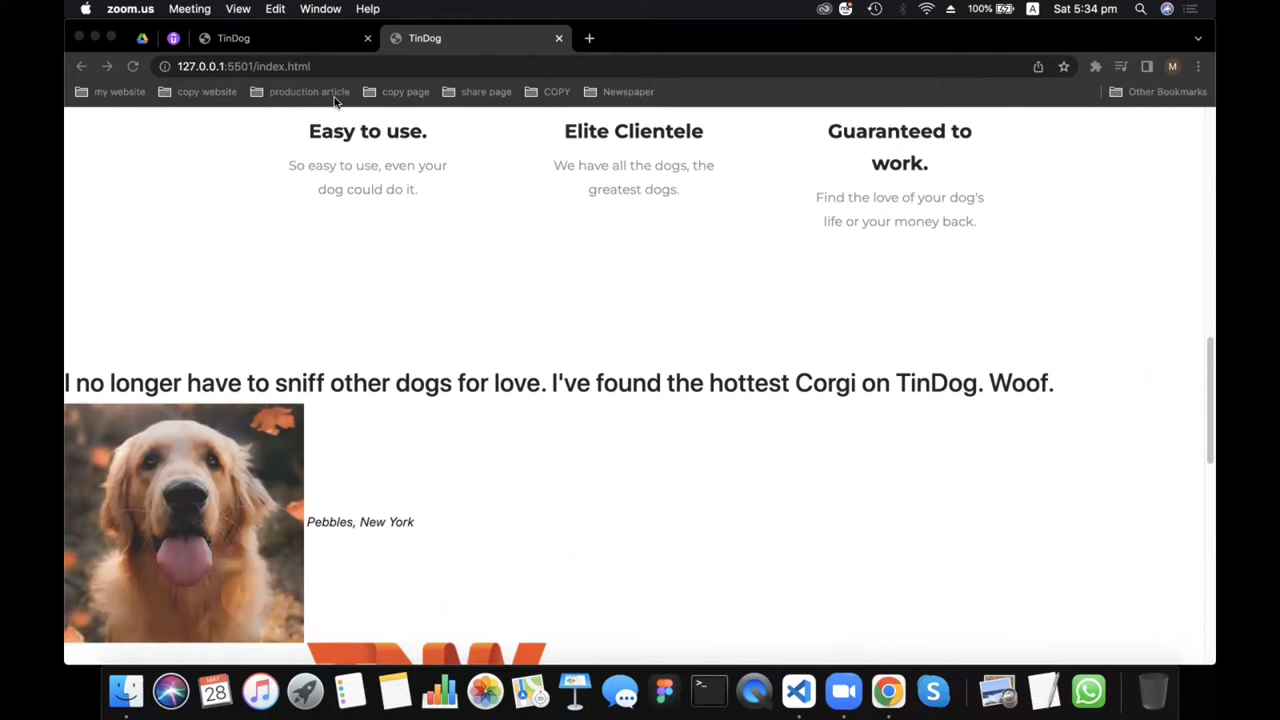 zoom.us Meeting View Edit Window Help 100% A Sat 5:34 pm
TinDog TinDog
127.0.0.1:5501/index.html M
my website copy website production article copy page share page COPY Newspaper Other Bookmarks
Easy to use.
So easy to use, even your
dog could do it.
Elite Clientele
We have all the dogs, the
greatest dogs.
Guaranteed to
work.
Find the love of your dog's
life or your money back.
I no longer have to sniff other dogs for love. I've found the hottest Corgi on TinDog. Woof.
Pebbles, New York
MAY
28